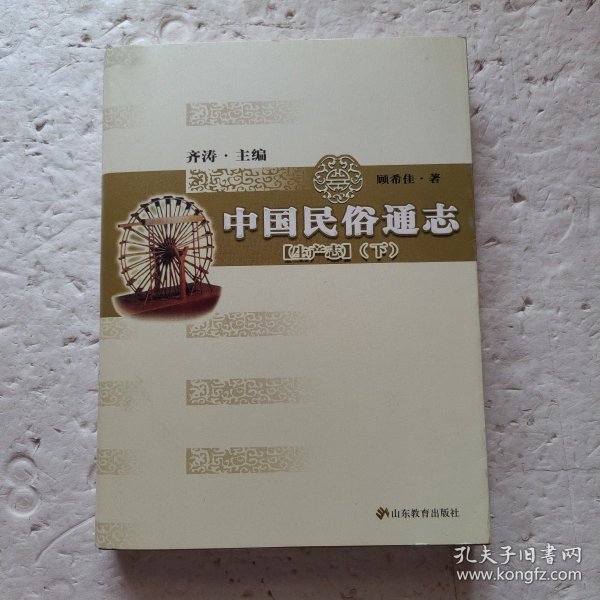 齐涛·主编
顾希佳·著
中国民俗通志
【生产志】（下）
山东教育出版社
孔夫子旧书网
www.kongfz.com